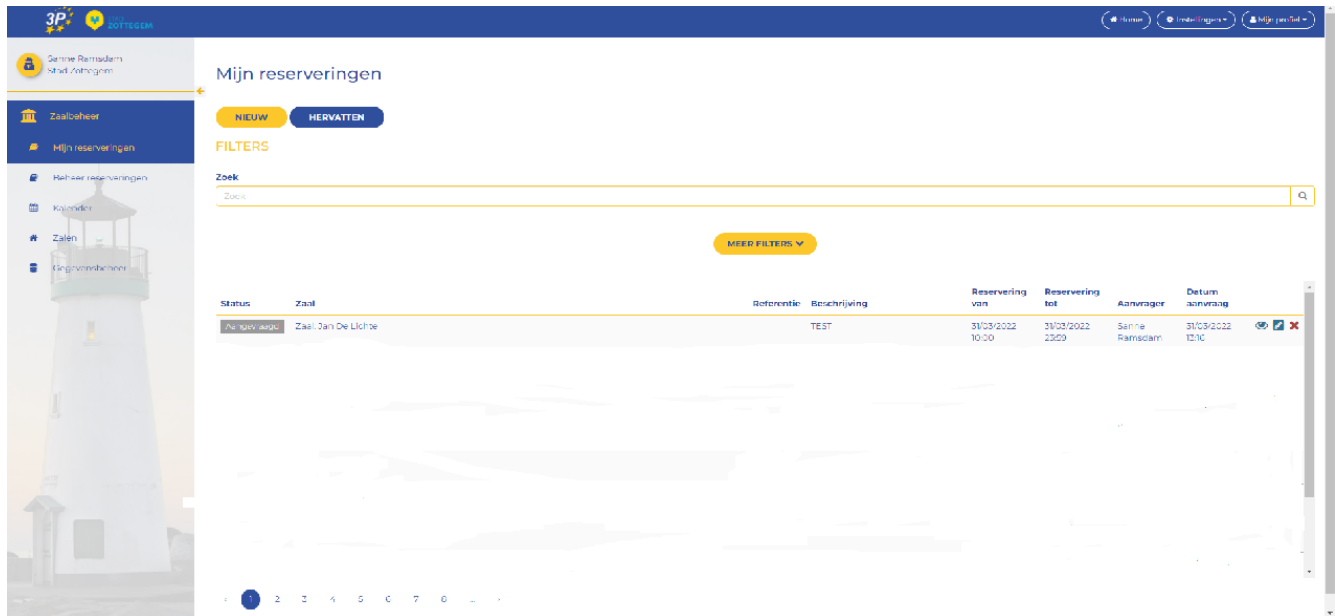 3P
ZOTTEGEM
Home
Instellingen
Mijn profiel
Sanne Ramsdam
Stad Zottegem
Mijn reserveringen
Zaalbeheer
NIEUW
HERVATTEN
Mijn reserveringen
FILTERS
Beheer reserveringen
Zoek
Zoek
Kalender
Zalen
MEER FILTERS
Gegevensbeheer
Status Zaal Referentie Beschrijving Reservering van Reservering tot Aanvrager Datum aanvraag
Aangevraagd Zaal Jan De Lichte TEST 31/03/2022 31/03/2022 Sanne 31/03/2022
10:00 23:59 Ramsdam
1 2 3 4 5 6 7 8 ...